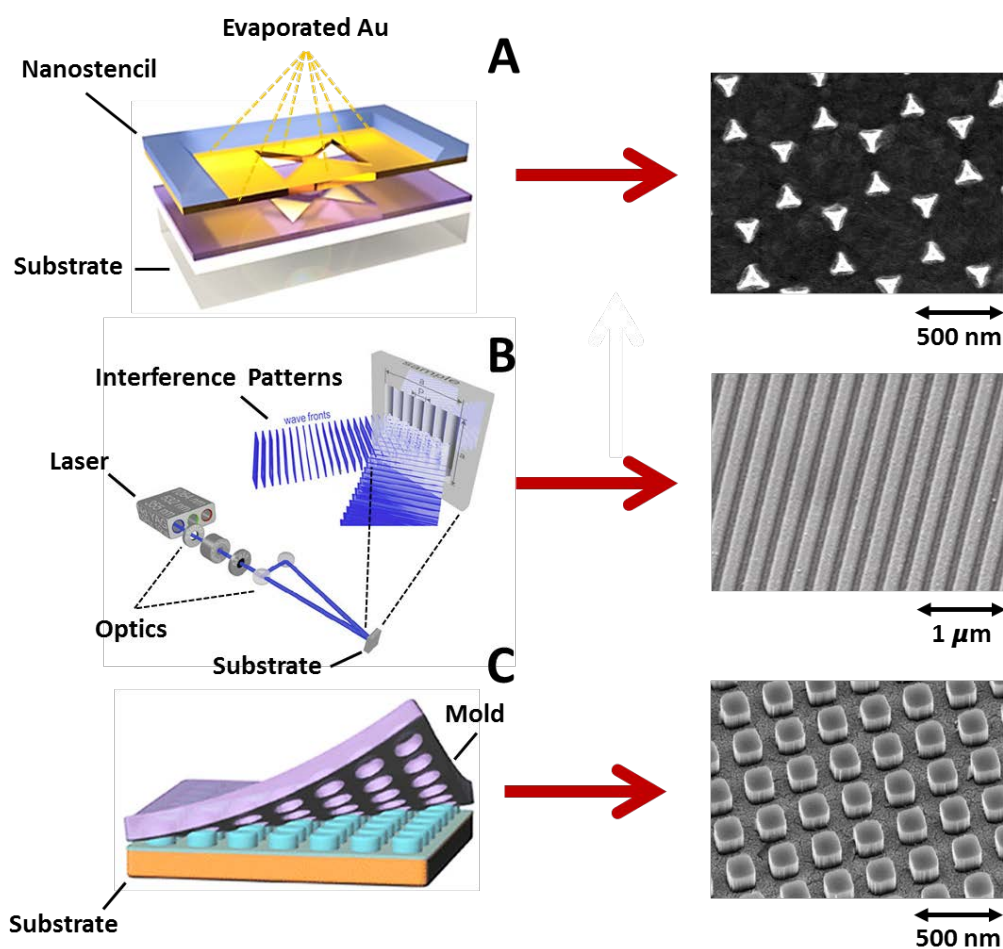 Evaporated Au
A
Nanostencil
Substrate
500 nm
B
Interference Patterns
sample
a
p
a
wave fronts
Laser
Optics
Substrate
1 μm
C
Mold
Substrate
500 nm